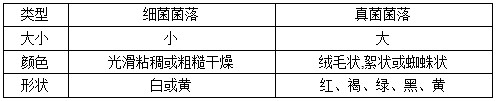 类型 细菌菌落 真菌菌落
大小 小 大
颜色 光滑粘稠或粗糙干燥 绒毛状,絮状或蜘蛛状
形状 白或黄 红、褐、绿、黑、黄